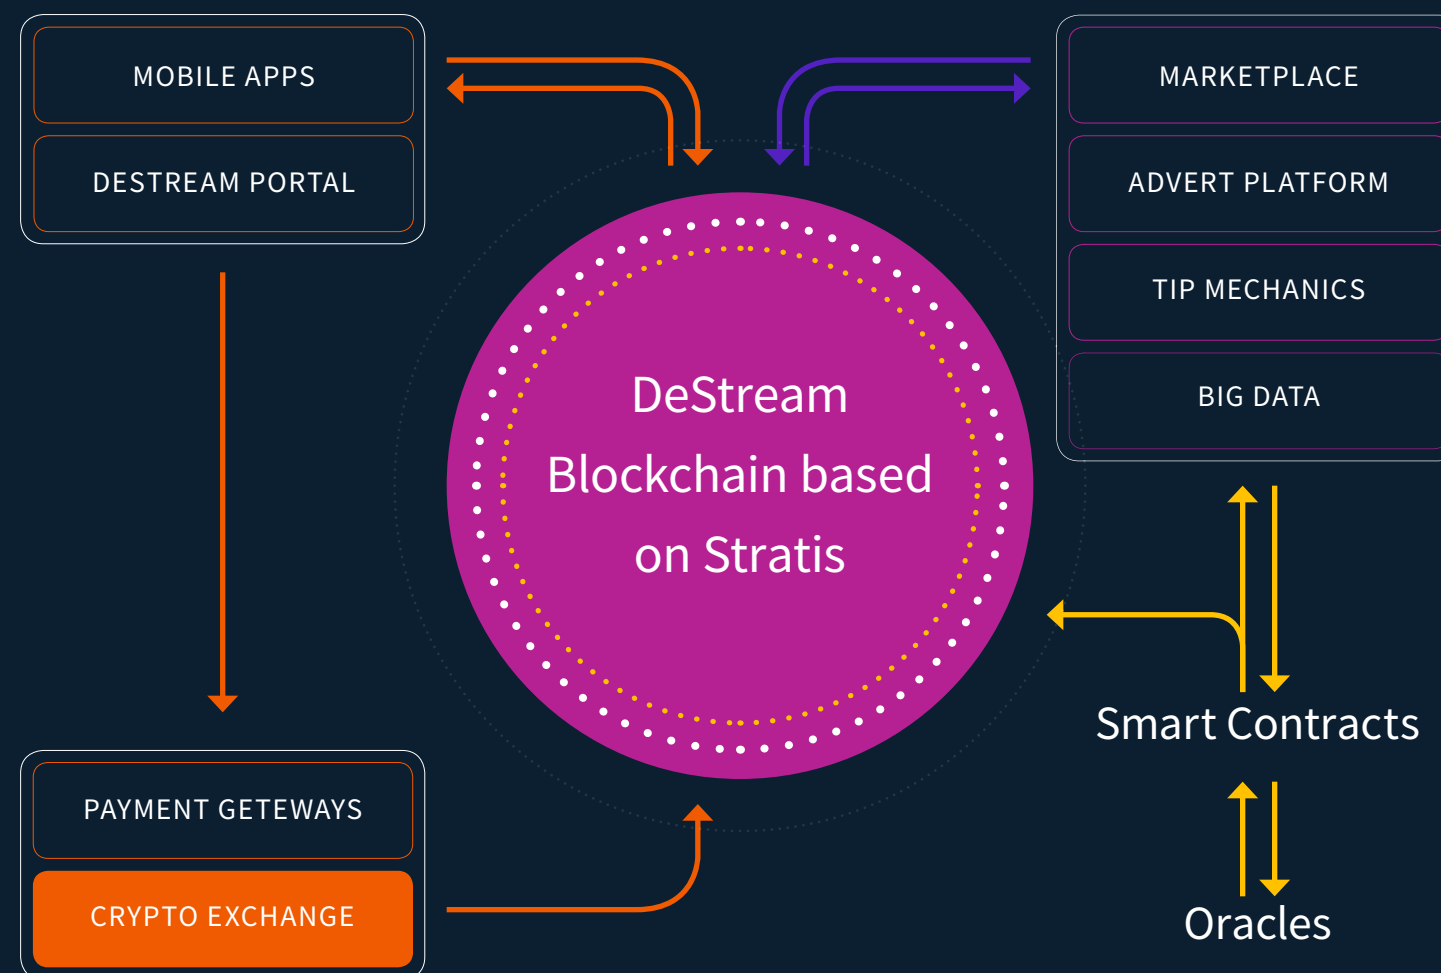 MOBILE APPS
DESTREAM PORTAL
MARKETPLACE
ADVERT PLATFORM
TIP MECHANICS
BIG DATA
DeStream
Blockchain based
on Stratis
Smart Contracts
Oracles
PAYMENT GETEWAYS
CRYPTO EXCHANGE